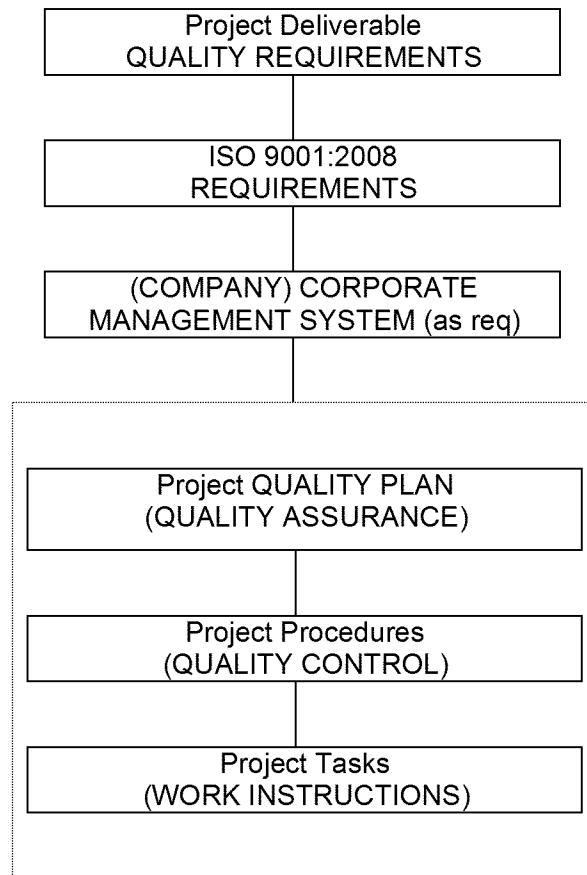 Project Deliverable
QUALITY REQUIREMENTS
ISO 9001:2008
REQUIREMENTS
(COMPANY) CORPORATE
MANAGEMENT SYSTEM (as req)
Project QUALITY PLAN
(QUALITY ASSURANCE)
Project Procedures
(QUALITY CONTROL)
Project Tasks
(WORK INSTRUCTIONS)